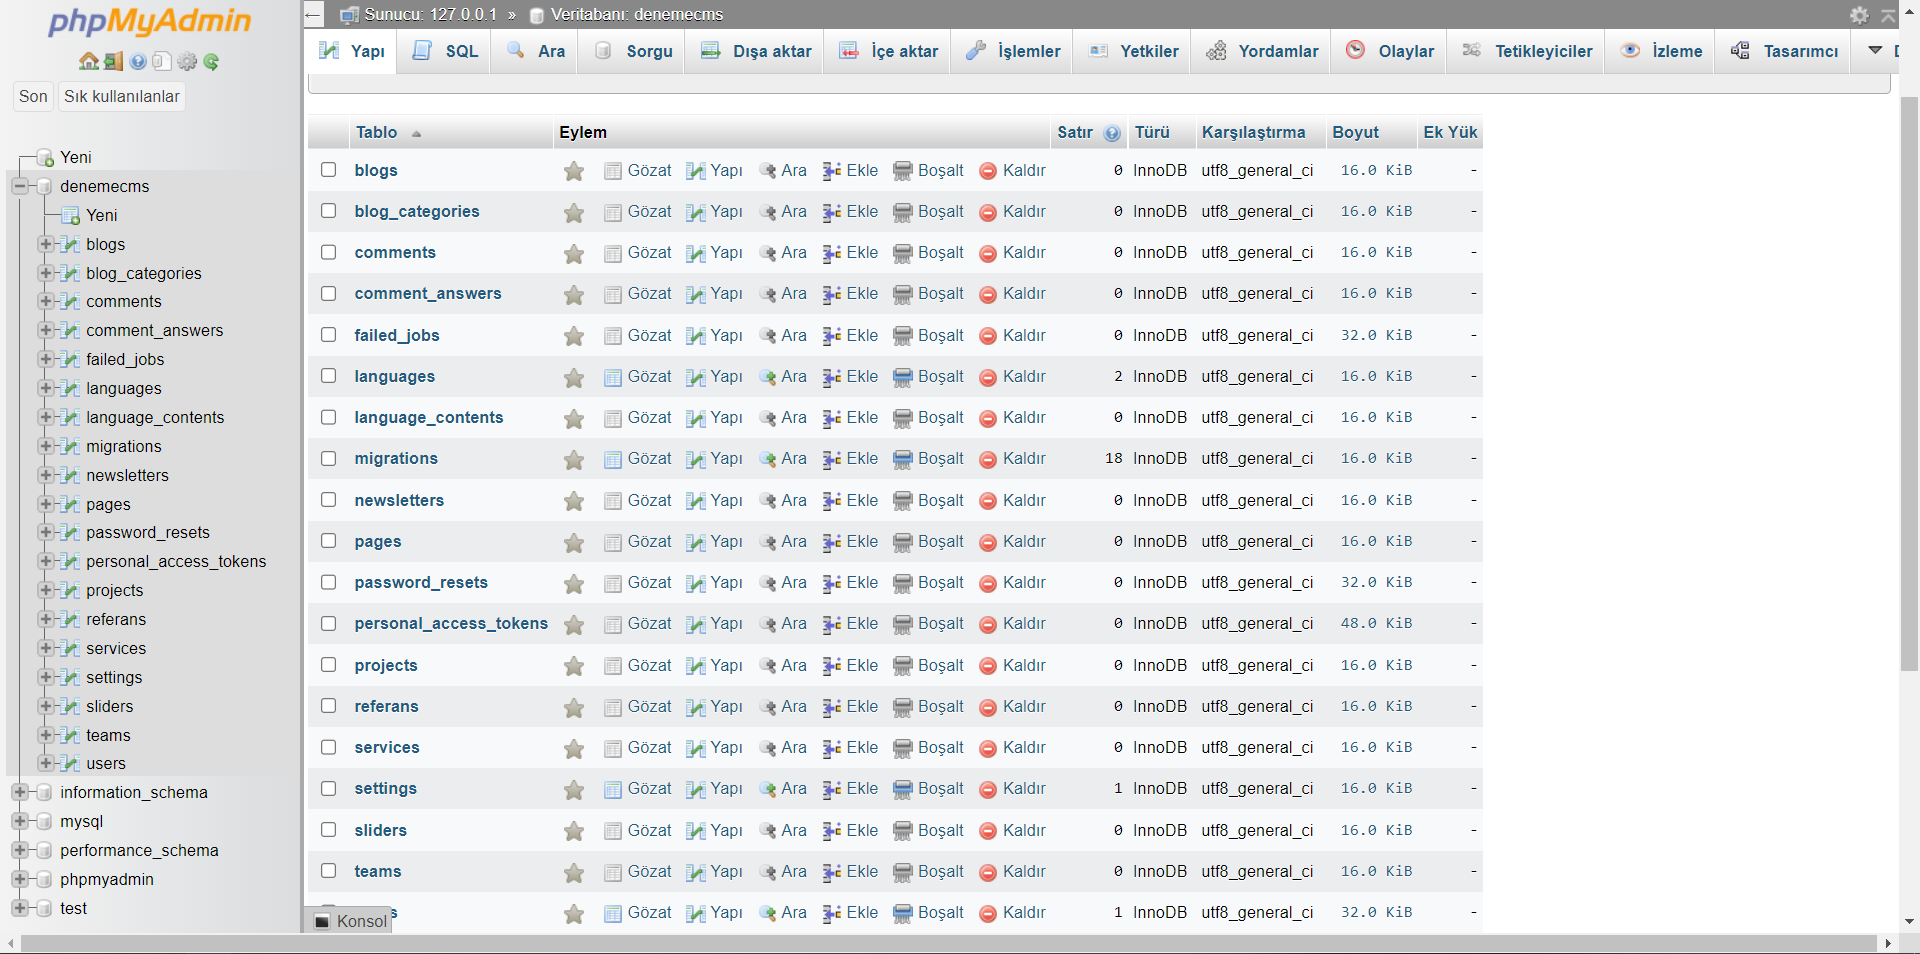 phpMyAdmin
Son Sık kullanılanlar
Yeni
denemecms
Yeni
blogs
blog_categories
comments
comment_answers
failed_jobs
languages
language_contents
migrations
newsletters
pages
password_resets
personal_access_tokens
projects
referans
services
settings
sliders
teams
users
information_schema
mysql
performance_schema
phpmyadmin
test
Sunucu: 127.0.0.1 » Veritabanı: denemecms
Yapı SQL Ara Sorgu Dışa aktar İçe aktar İşlemler Yetkiler Yordamlar Olaylar Tetikleyiciler İzleme Tasarımcı
Tablo Eylem Satır Türü Karşılaştırma Boyut Ek Yük
blogs Gözat Yapı Ara Ekle Boşalt Kaldır 0 InnoDB utf8_general_ci 16.0 KiB -
blog_categories Gözat Yapı Ara Ekle Boşalt Kaldır 0 InnoDB utf8_general_ci 16.0 KiB -
comments Gözat Yapı Ara Ekle Boşalt Kaldır 0 InnoDB utf8_general_ci 16.0 KiB -
comment_answers Gözat Yapı Ara Ekle Boşalt Kaldır 0 InnoDB utf8_general_ci 16.0 KiB -
failed_jobs Gözat Yapı Ara Ekle Boşalt Kaldır 0 InnoDB utf8_general_ci 32.0 KiB -
languages Gözat Yapı Ara Ekle Boşalt Kaldır 2 InnoDB utf8_general_ci 16.0 KiB -
language_contents Gözat Yapı Ara Ekle Boşalt Kaldır 0 InnoDB utf8_general_ci 16.0 KiB -
migrations Gözat Yapı Ara Ekle Boşalt Kaldır 18 InnoDB utf8_general_ci 16.0 KiB -
newsletters Gözat Yapı Ara Ekle Boşalt Kaldır 0 InnoDB utf8_general_ci 16.0 KiB -
pages Gözat Yapı Ara Ekle Boşalt Kaldır 0 InnoDB utf8_general_ci 16.0 KiB -
password_resets Gözat Yapı Ara Ekle Boşalt Kaldır 0 InnoDB utf8_general_ci 32.0 KiB -
personal_access_tokens Gözat Yapı Ara Ekle Boşalt Kaldır 0 InnoDB utf8_general_ci 48.0 KiB -
projects Gözat Yapı Ara Ekle Boşalt Kaldır 0 InnoDB utf8_general_ci 16.0 KiB -
referans Gözat Yapı Ara Ekle Boşalt Kaldır 0 InnoDB utf8_general_ci 16.0 KiB -
services Gözat Yapı Ara Ekle Boşalt Kaldır 0 InnoDB utf8_general_ci 16.0 KiB -
settings Gözat Yapı Ara Ekle Boşalt Kaldır 1 InnoDB utf8_general_ci 16.0 KiB -
sliders Gözat Yapı Ara Ekle Boşalt Kaldır 0 InnoDB utf8_general_ci 16.0 KiB -
teams Gözat Yapı Ara Ekle Boşalt Kaldır 0 InnoDB utf8_general_ci 16.0 KiB -
Gözat Yapı Ara Ekle Boşalt Kaldır 1 InnoDB utf8_general_ci 32.0 KiB -
Konsol